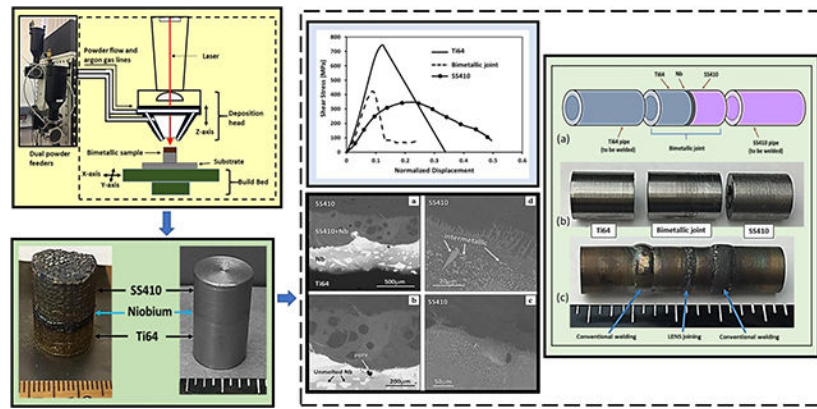 Powder flow and
argon gas lines
Laser
Deposition
head
Z-axis
Bimetallic sample
Substrate
X-axis
Y-axis
Build Bed
Dual powder
feeders
SS410
Niobium
Ti64
Shear Stress [MPa]
800
700
600
500
400
300
200
100
0
0
0.1
0.2
0.3
0.4
0.5
0.6
Normalized Displacement
Ti64
Bimetallic joint
SS410
SS410
a
SS410+Nb
Nb
Ti64
500µm
d
intermetallic
20µm
SS410
b
pore
Unmelted Nb
200µm
SS410
c
50µm
Ti64
Nb
SS410
(a)
Ti64 pipe
(to be welded)
Bimetallic joint
SS410 pipe
(to be welded)
(b)
Ti64
Bimetallic joint
SS410
(c)
Conventional welding
LENS joining
Conventional welding